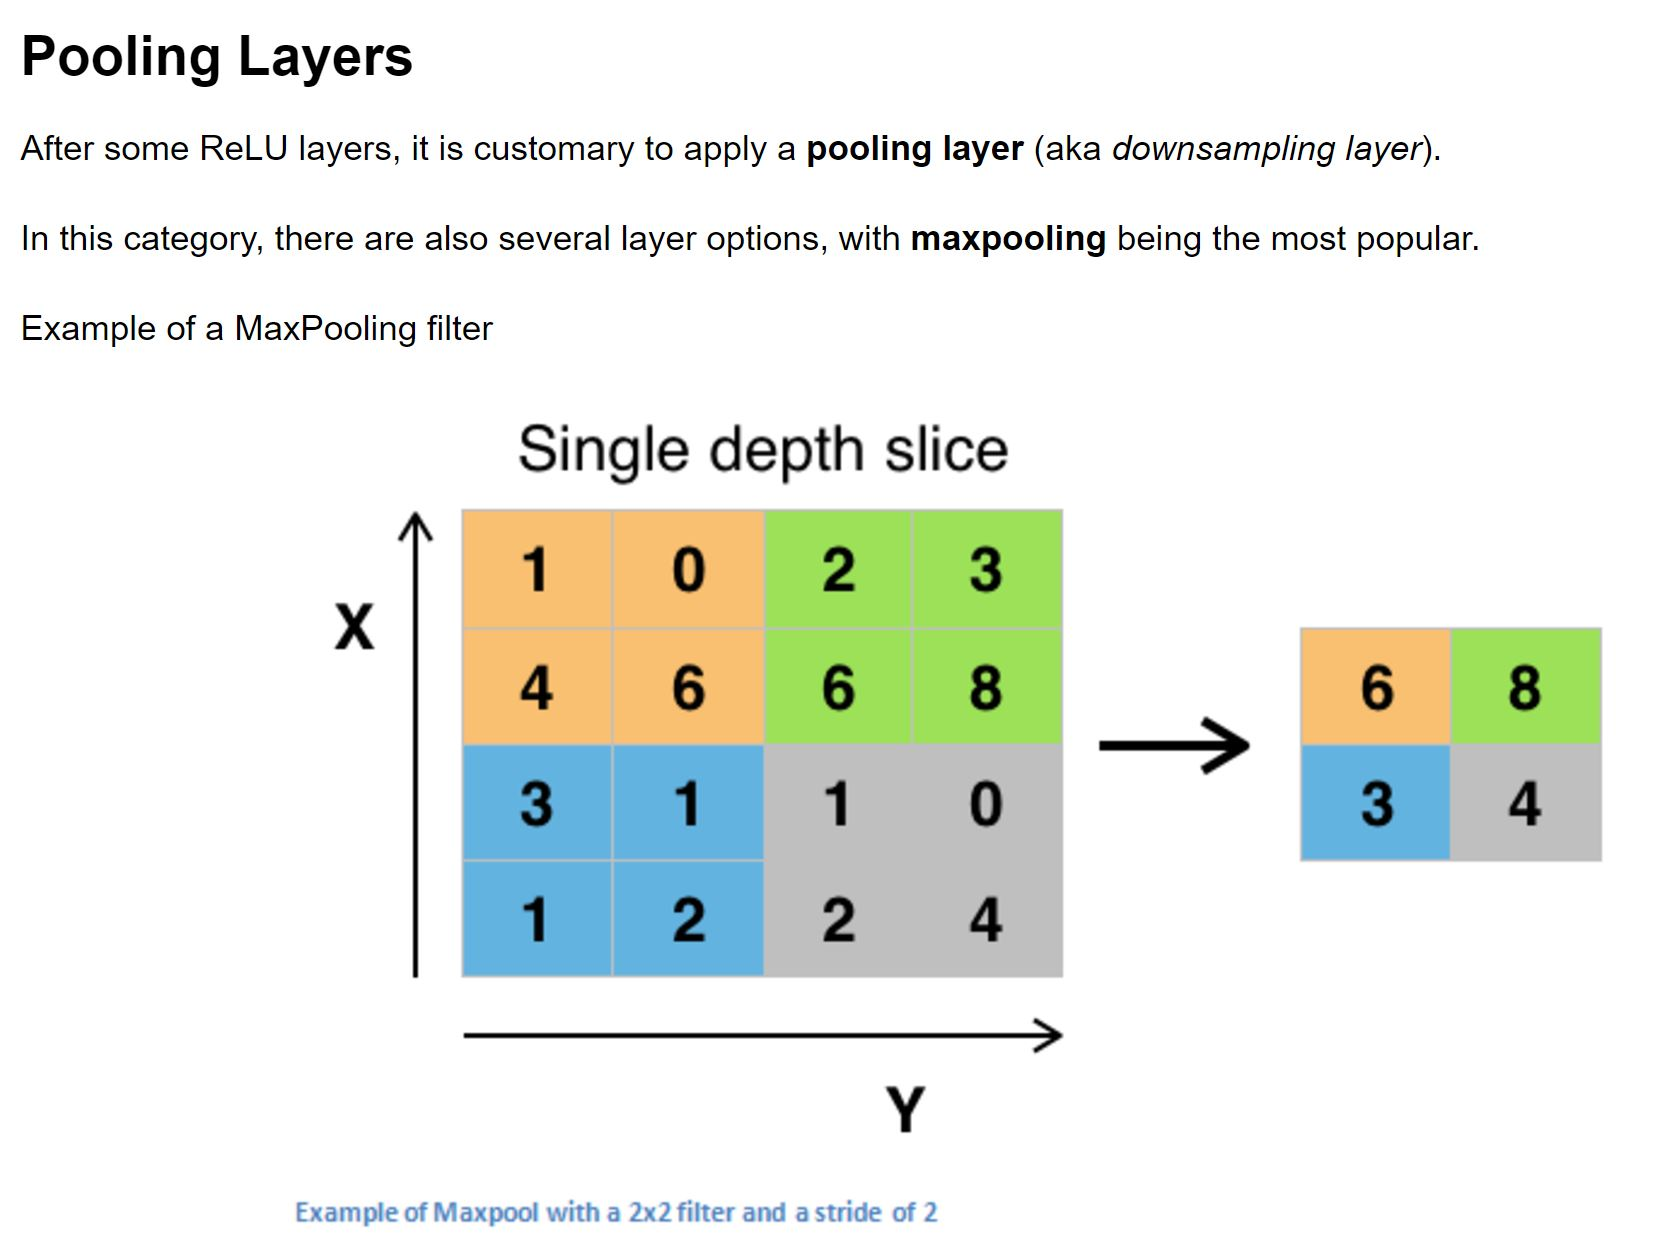 Pooling Layers
After some ReLU layers, it is customary to apply a pooling layer (aka downsampling layer).
In this category, there are also several layer options, with maxpooling being the most popular.
Example of a MaxPooling filter
Single depth slice
X
1 0 2 3
4 6 6 8
3 1 1 0
1 2 2 4
6 8
3 4
Y
Example of Maxpool with a 2x2 filter and a stride of 2